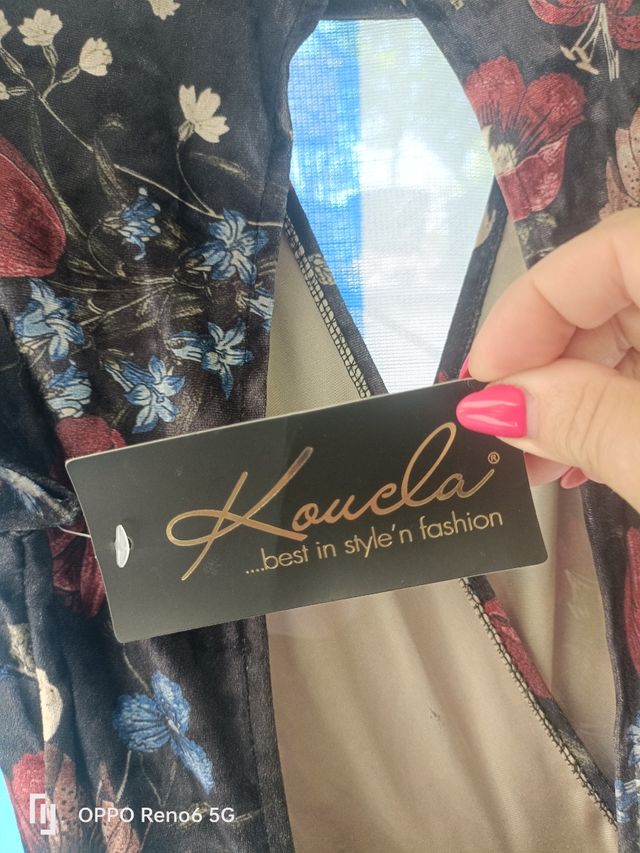 Koucla®
....best in style'n fashion
OPPO Reno6 5G